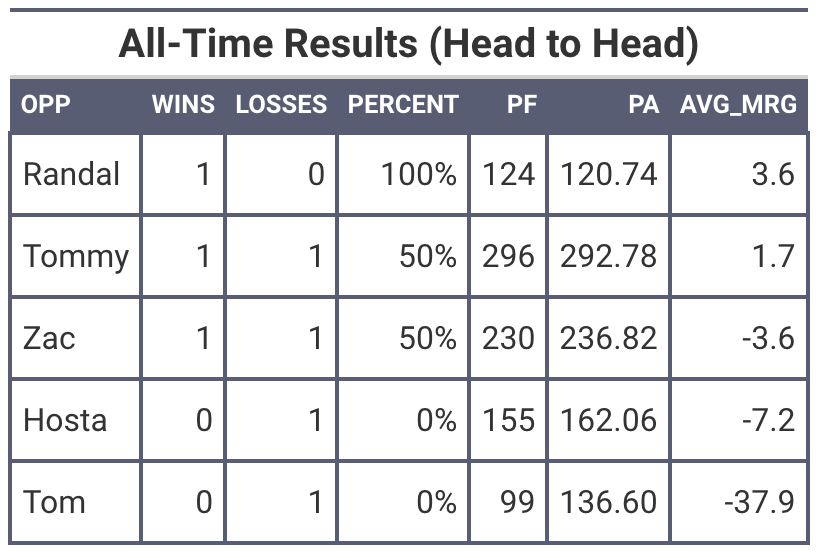 All-Time Results (Head to Head)
OPP WINS LOSSES PERCENT PF PA AVG_MRG
Randal 1 0 100% 124 120.74 3.6
Tommy 1 1 50% 296 292.78 1.7
Zac 1 1 50% 230 236.82 -3.6
Hosta 0 1 0% 155 162.06 -7.2
Tom 0 1 0% 99 136.60 -37.9